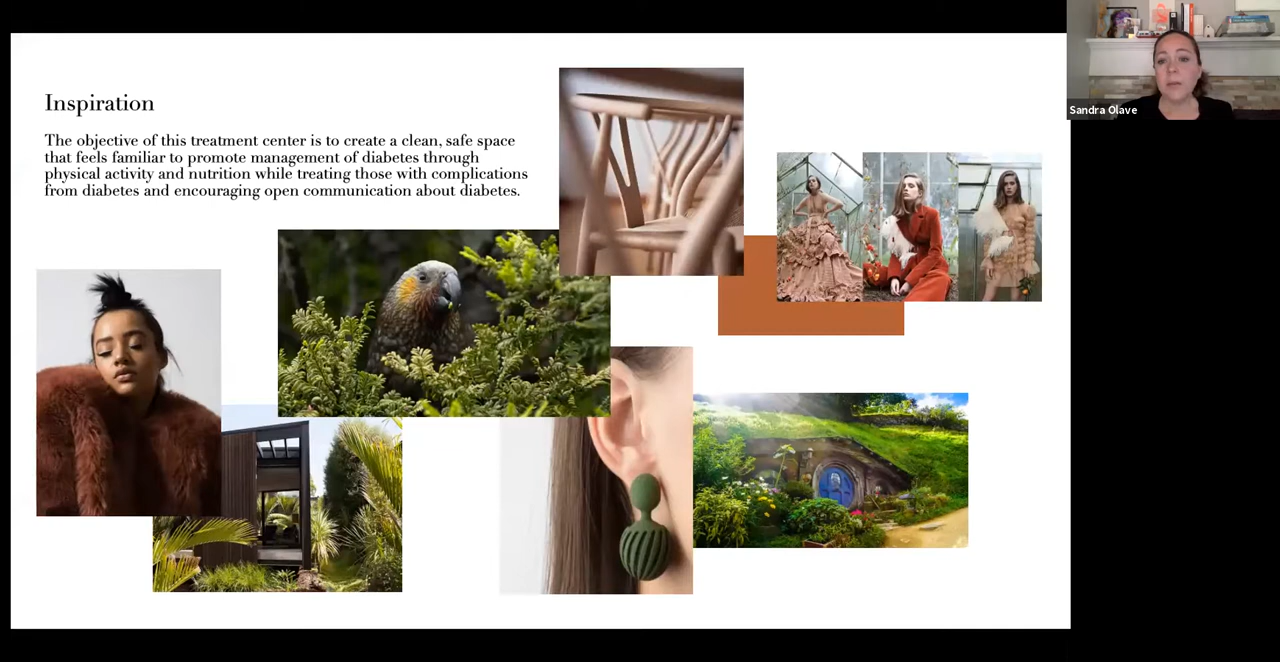 Inspiration
The objective of this treatment center is to create a clean, safe space
that feels familiar to promote management of diabetes through
physical activity and nutrition while treating those with complications
from diabetes and encouraging open communication about diabetes.
Sandra Olave